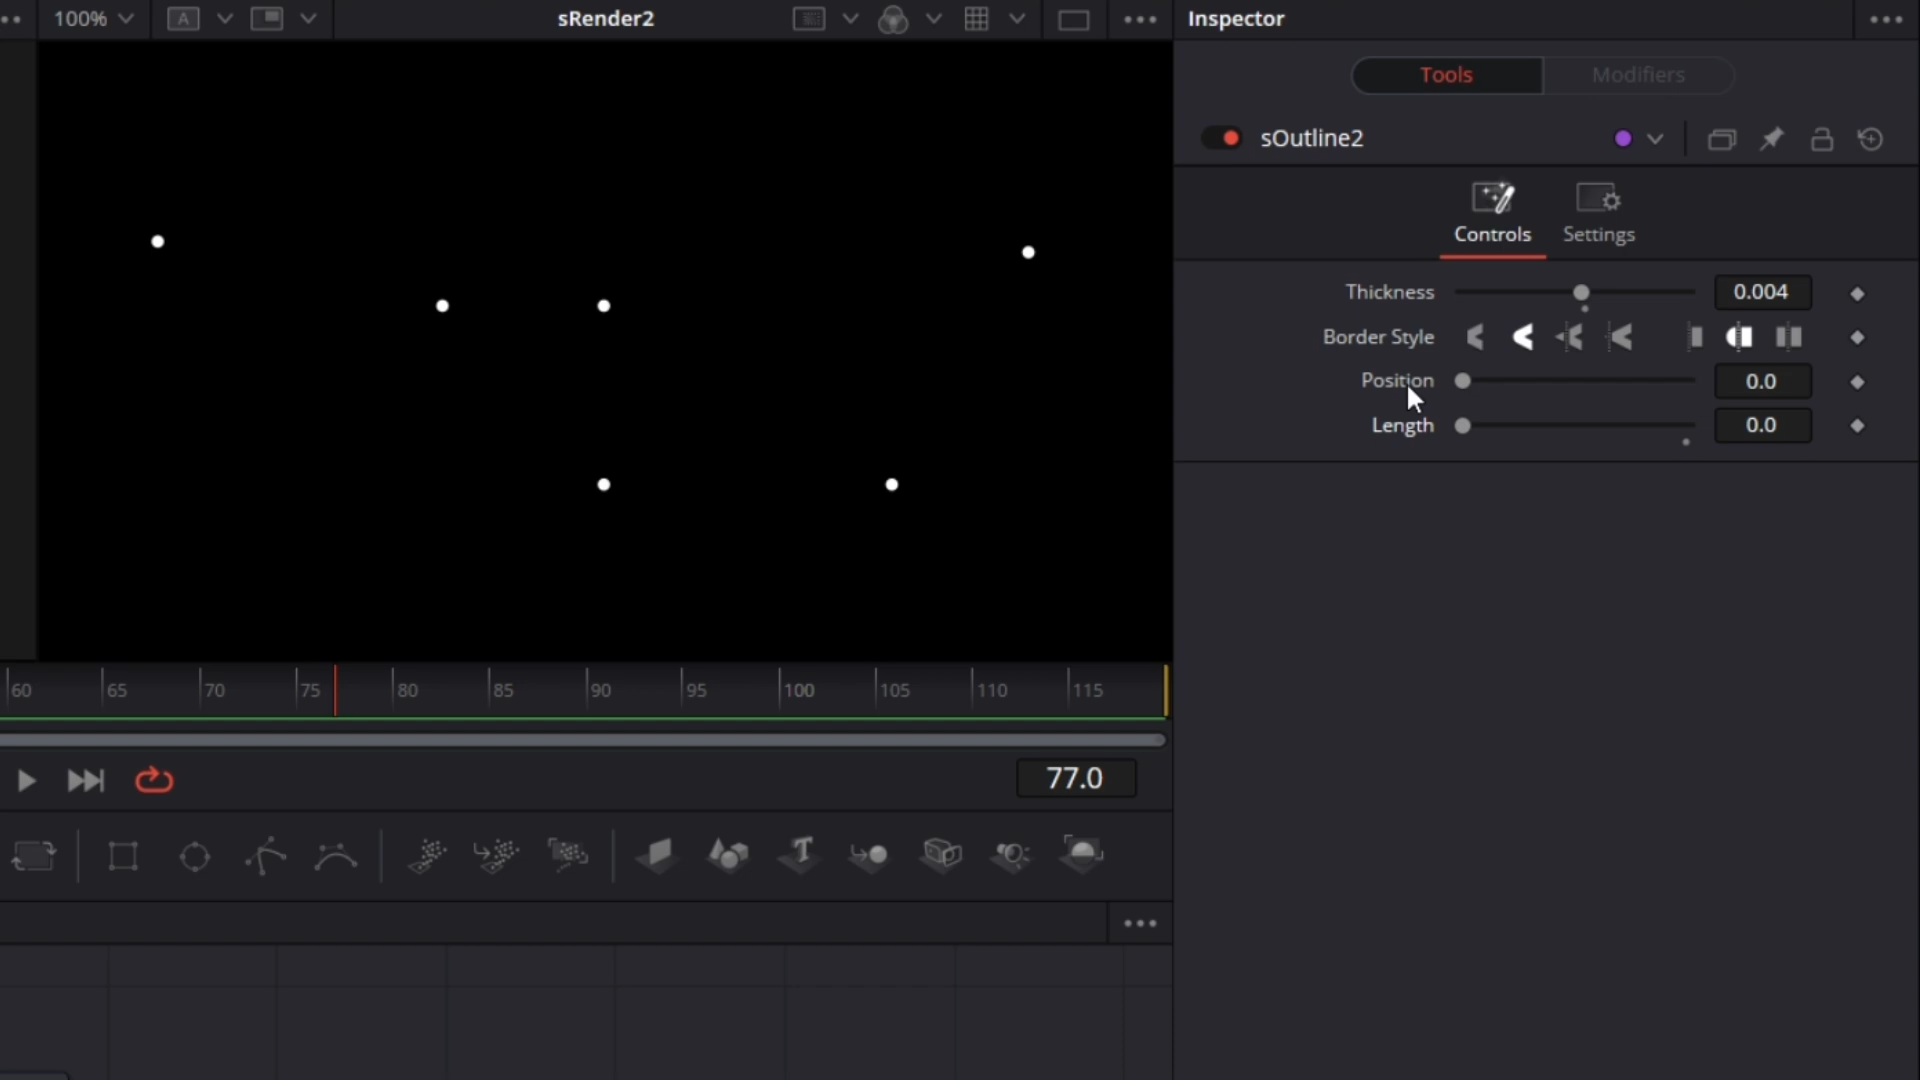 100%
A
sRender2
Inspector
Tools
Modifiers
sOutline2
Controls
Settings
Thickness
0.004
Border Style
Position
0.0
Length
0.0
60
65
70
75
80
85
90
95
100
105
110
115
77.0
T